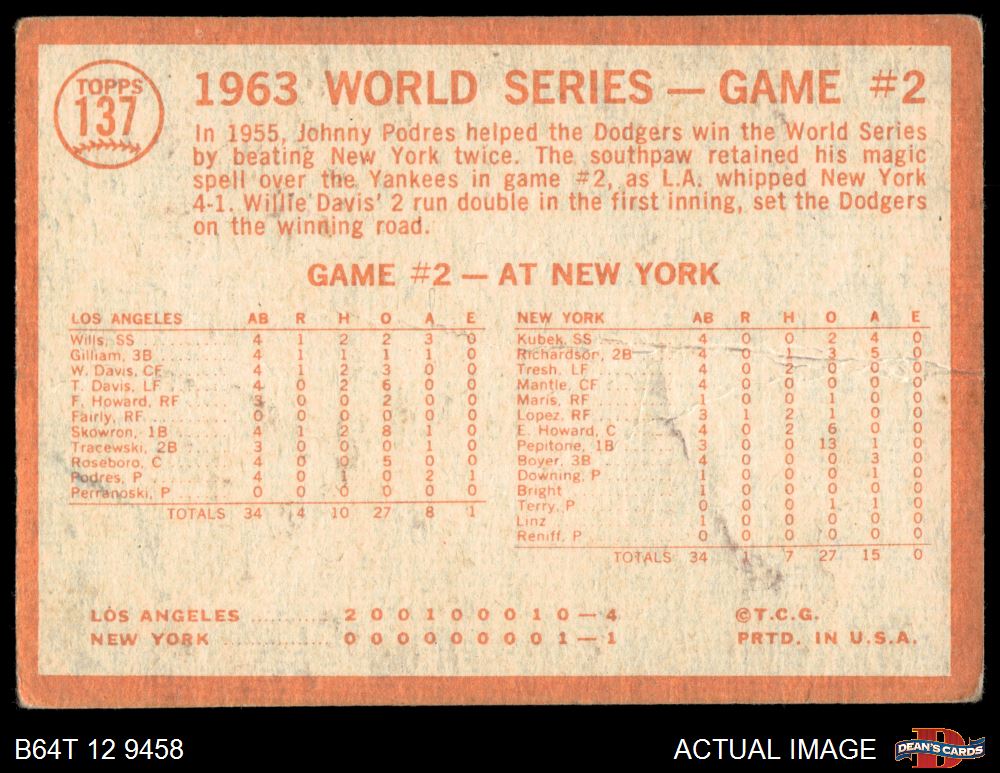 TOPPS
137
1963 WORLD SERIES — GAME #2
In 1955, Johnny Podres helped the Dodgers win the World Series
by beating New York twice. The southpaw retained his magic
spell over the Yankees in game #2, as L.A. whipped New York
4-1. Willie Davis' 2 run double in the first inning, set the Dodgers
on the winning road.
GAME #2 — AT NEW YORK
LOS ANGELES AB R H O A E
Wills, SS 4 1 2 2 3 0
Gilliam, 3B 4 1 1 1 1 0
W. Davis, CF 4 1 2 3 0 0
T. Davis, LF 4 0 2 6 0 0
F. Howard, RF 3 0 0 2 0 0
Fairly, RF 0 0 0 0 0 0
Skowron, 1B 4 1 2 8 1 0
Tracewski, 2B 3 0 0 0 1 0
Roseboro, C 4 0 0 5 0 0
Podres, P 4 0 1 0 2 1
Perranoski, P 0 0 0 0 0 0
TOTALS 34 4 10 27 8 1
NEW YORK AB R H O A E
Kubek, SS 4 0 0 2 4 0
Richardson, 2B 4 0 1 3 5 0
Tresh, LF 4 0 2 0 0 0
Mantle, CF 4 0 0 0 0 0
Maris, RF 1 0 0 1 0 0
Lopez, RF 3 1 2 1 0 0
E. Howard, C 4 0 2 6 0 0
Pepitone, 1B 3 0 0 13 1 0
Boyer, 3B 4 0 0 0 3 0
Downing, P 1 0 0 0 1 0
Bright 1 0 0 0 0 0
Terry, P 0 0 0 1 1 0
Linz 1 0 0 0 0 0
Reniff, P 0 0 0 0 0 0
TOTALS 34 1 7 27 15 0
LOS ANGELES 2 0 0 1 0 0 0 1 0 — 4
NEW YORK 0 0 0 0 0 0 0 0 1 — 1
©T.C.G.
PRTD. IN U.S.A.
B64T 12 9458
ACTUAL IMAGE
D
DEAN'S CARDS